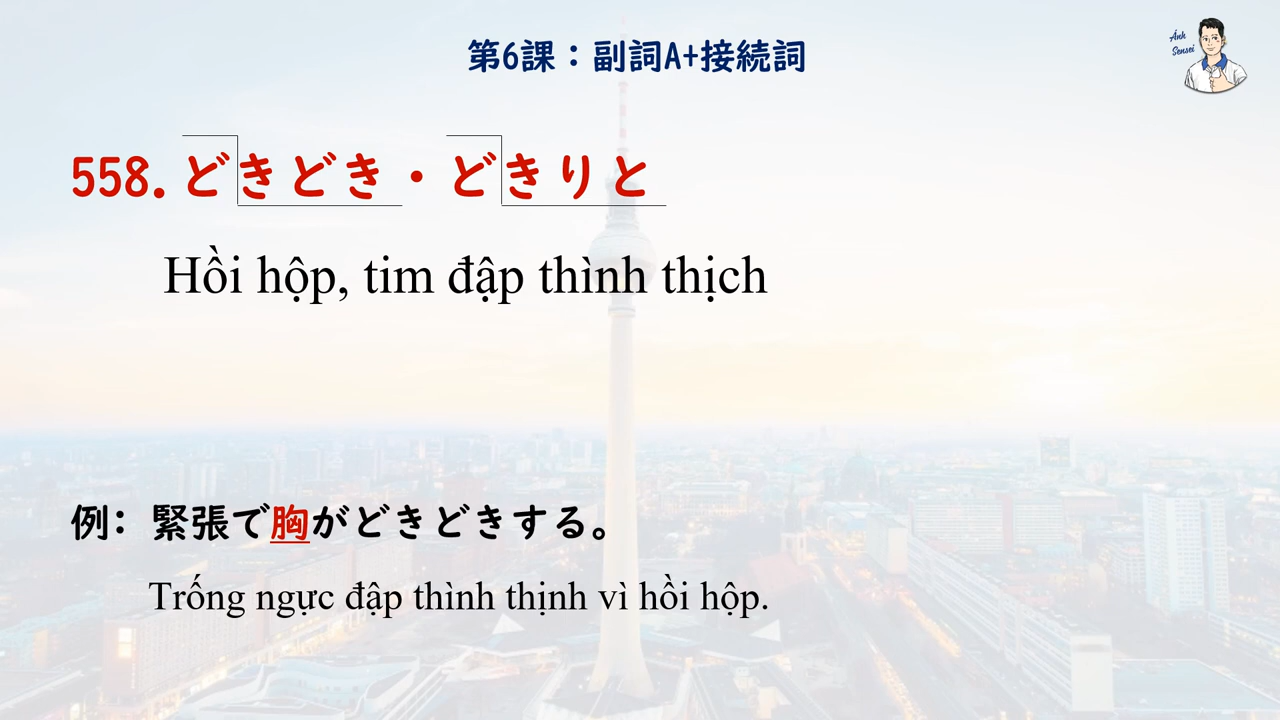 第6課：副詞A+接続詞
Ánh
Sensei
558. どきどき・どきりと
Hồi hộp, tim đập thình thịch
例: 緊張で胸がどきどきする。
Trống ngực đập thình thịnh vì hồi hộp.